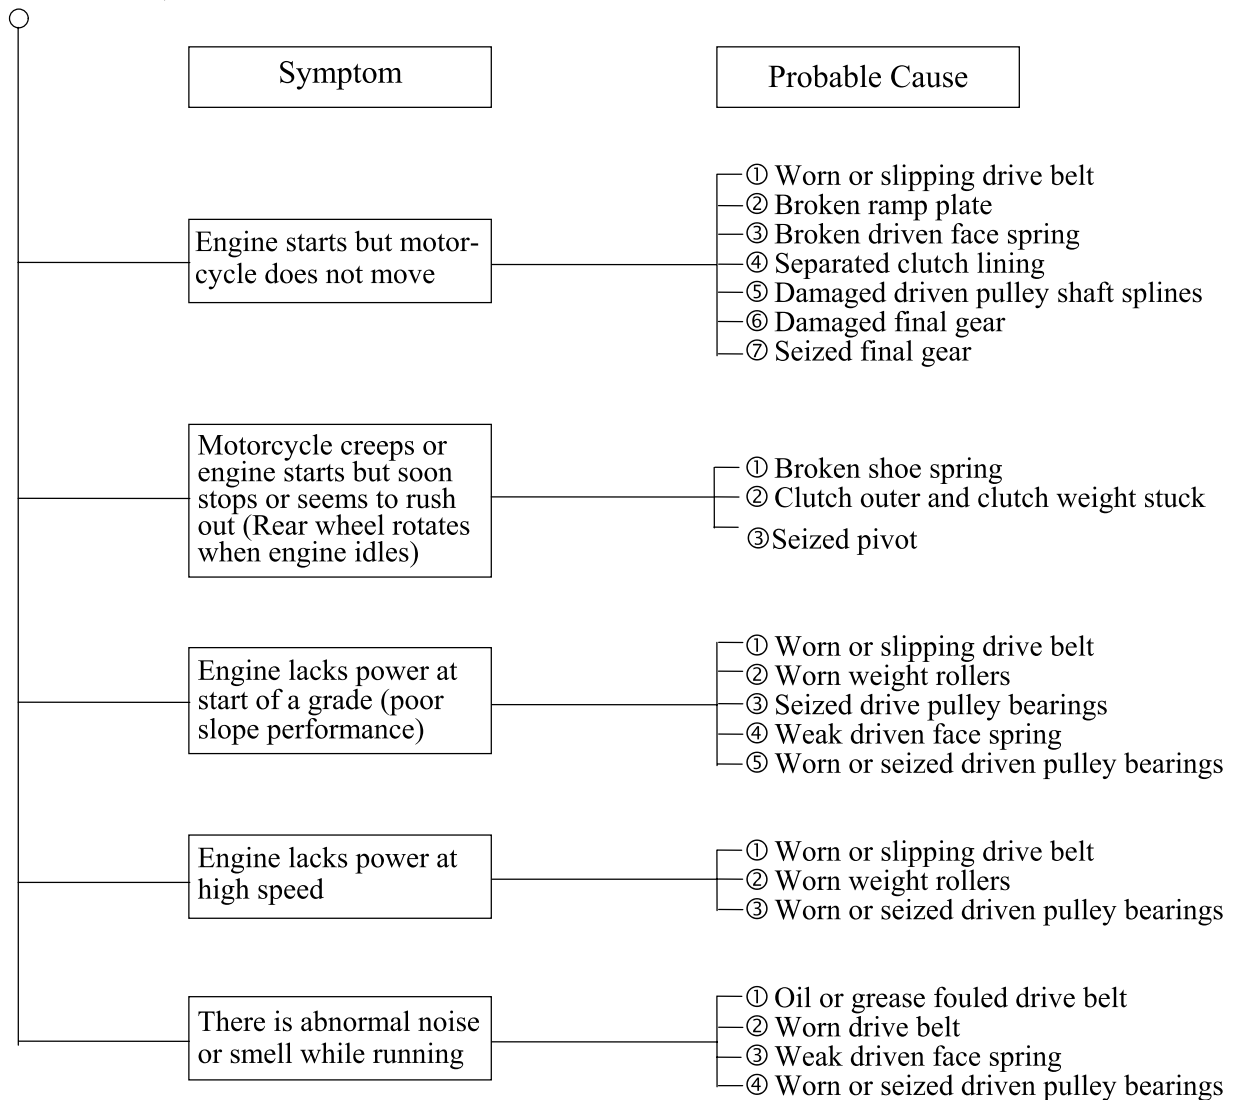 Symptom
Probable Cause
Engine starts but motor-
cycle does not move
① Worn or slipping drive belt
② Broken ramp plate
③ Broken driven face spring
④ Separated clutch lining
⑤ Damaged driven pulley shaft splines
⑥ Damaged final gear
⑦ Seized final gear
Motorcycle creeps or
engine starts but soon
stops or seems to rush
out (Rear wheel rotates
when engine idles)
① Broken shoe spring
② Clutch outer and clutch weight stuck
③Seized pivot
Engine lacks power at
start of a grade (poor
slope performance)
① Worn or slipping drive belt
② Worn weight rollers
③ Seized drive pulley bearings
④ Weak driven face spring
⑤ Worn or seized driven pulley bearings
Engine lacks power at
high speed
① Worn or slipping drive belt
② Worn weight rollers
③ Worn or seized driven pulley bearings
There is abnormal noise
or smell while running
① Oil or grease fouled drive belt
② Worn drive belt
③ Weak driven face spring
④ Worn or seized driven pulley bearings